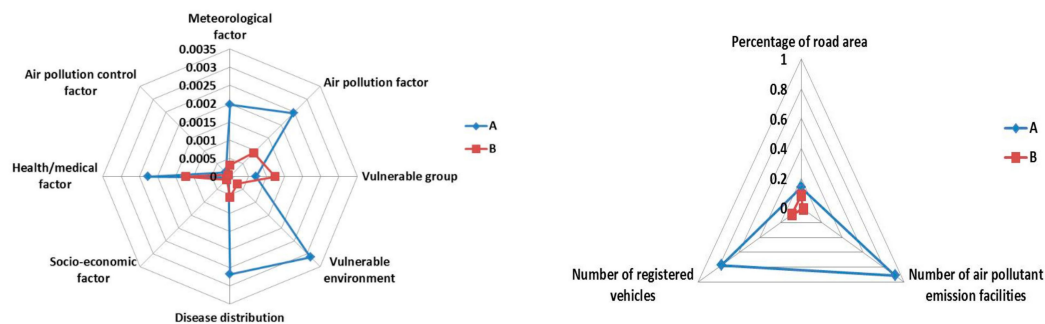 Meteorological
factor
0.0035
0.003
0.0025
0.002
0.0015
0.001
0.0005
0
Air pollution factor
Vulnerable group
Vulnerable
environment
Disease distribution
Socio-economic
factor
Health/medical
factor
Air pollution control
factor
A
B
Percentage of road area
1
0.8
0.6
0.4
0.2
0
Number of air pollutant
emission facilities
Number of registered
vehicles
A
B